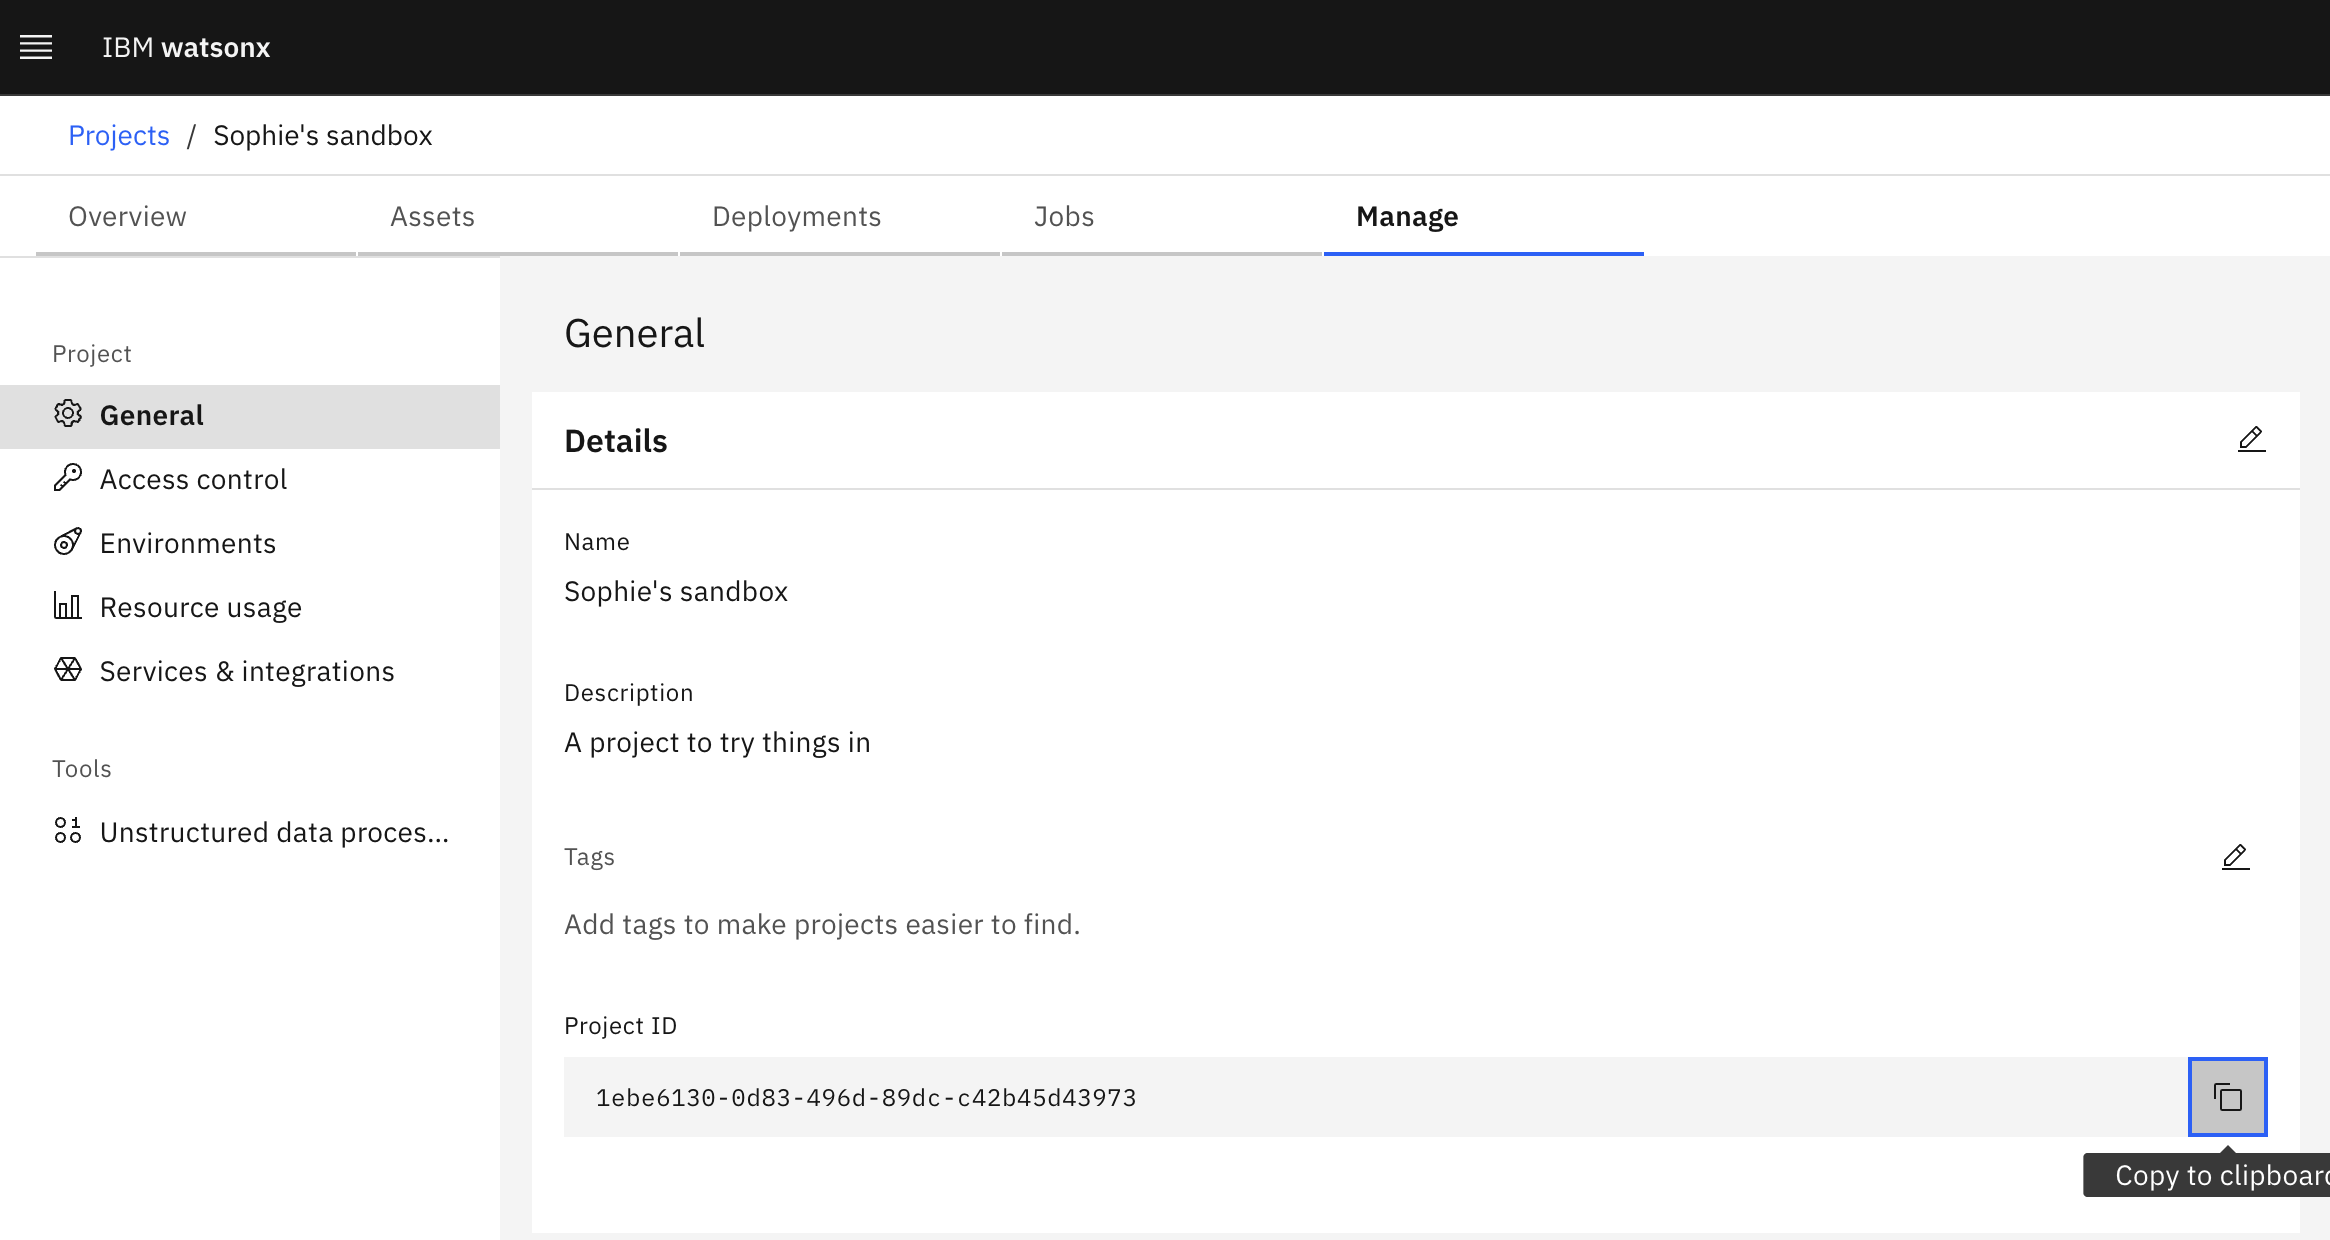 IBM watsonx
Projects / Sophie's sandbox
Overview Assets Deployments Jobs Manage
Project
General
Access control
Environments
Resource usage
Services & integrations
Tools
Unstructured data proces...
General
Details
Name
Sophie's sandbox
Description
A project to try things in
Tags
Add tags to make projects easier to find.
Project ID
1ebe6130-0d83-496d-89dc-c42b45d43973
Copy to clipboard